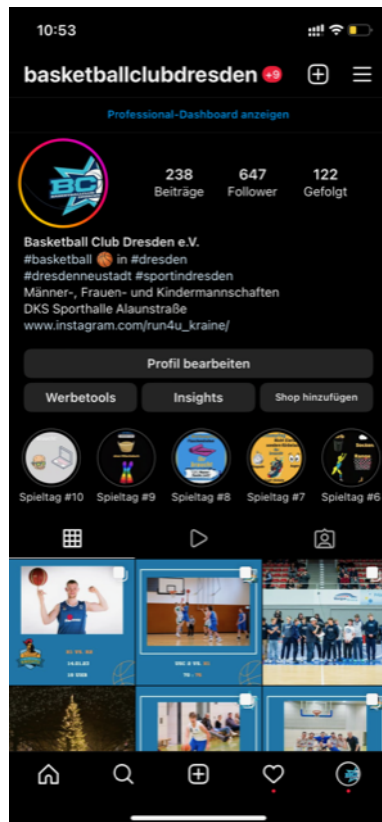 10:53
basketballclubdresden +9
Professional-Dashboard anzeigen
BC
238 647 122
Beiträge Follower Gefolgt
Basketball Club Dresden e.V.
#basketball in #dresden
#dresdenneustadt #sportindresden
Männer-, Frauen- und Kindermannschaften
DKS Sporthalle Alaunstraße
www.instagram.com/run4u_kraine/
Profil bearbeiten
Werbetools Insights Shop hinzufügen
Spieltag #10 Spieltag #9 Spieltag #8 Spieltag #7 Spieltag #6